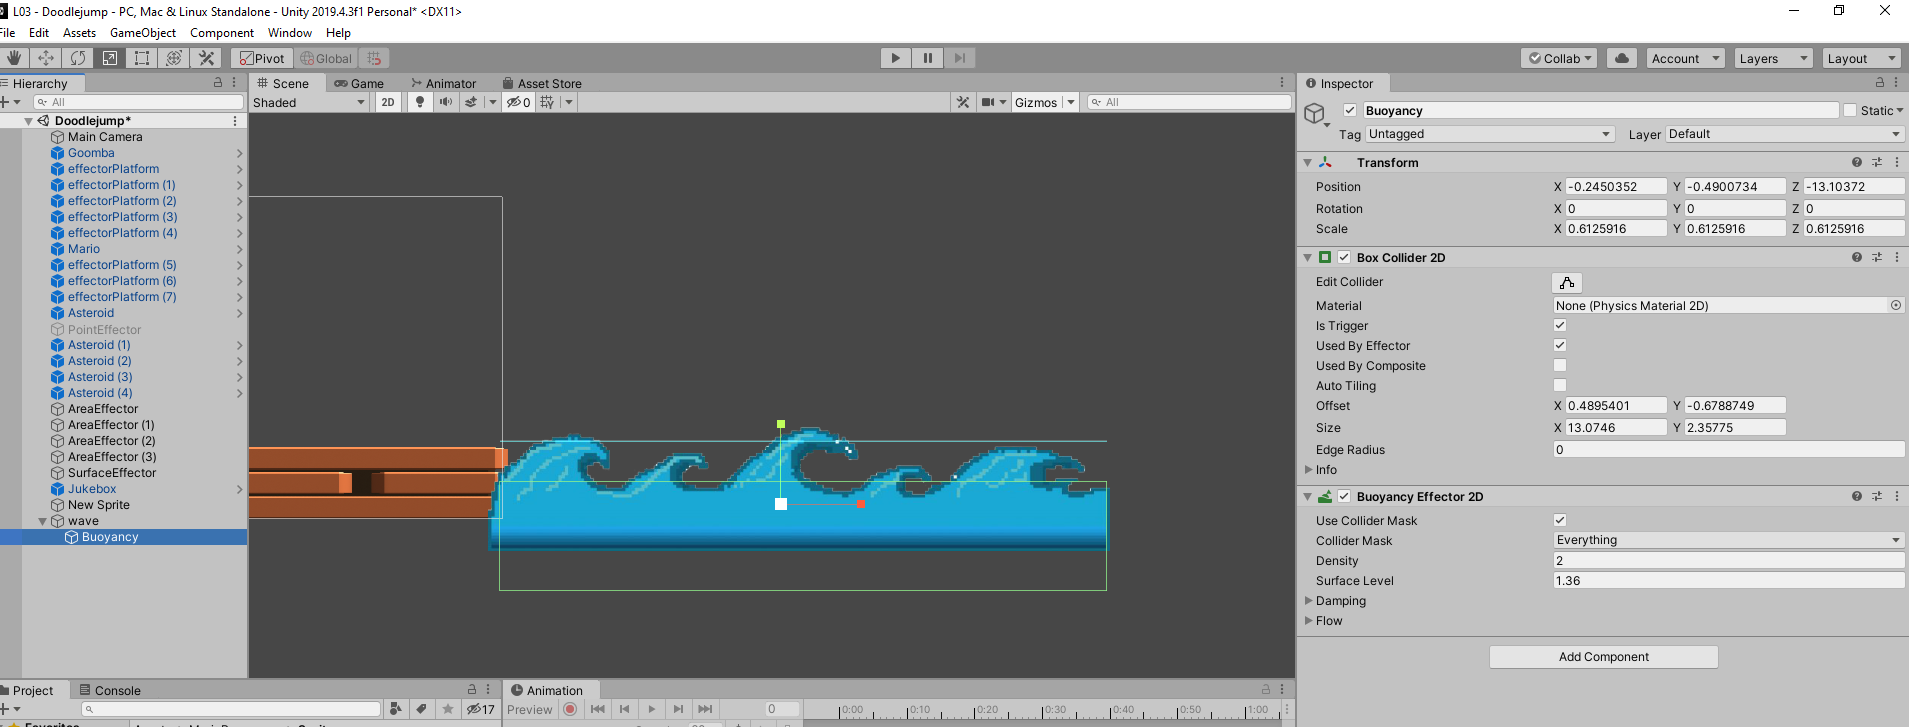 L03 - Doodlejump - PC, Mac & Linux Standalone - Unity 2019.4.3f1 Personal* <DX11>
File Edit Assets GameObject Component Window Help
Pivot Global Collab Account Layers Layout
Hierarchy
All
Doodlejump*
Main Camera
Goomba
effectorPlatform
effectorPlatform (1)
effectorPlatform (2)
effectorPlatform (3)
effectorPlatform (4)
Mario
effectorPlatform (5)
effectorPlatform (6)
effectorPlatform (7)
Asteroid
PointEffector
Asteroid (1)
Asteroid (2)
Asteroid (3)
Asteroid (4)
AreaEffector
AreaEffector (1)
AreaEffector (2)
AreaEffector (3)
SurfaceEffector
Jukebox
New Sprite
wave
Buoyancy
Scene Game Animator Asset Store
Shaded 2D 0 Gizmos All
Inspector
Buoyancy Static
Tag Untagged Layer Default
Transform
Position X -0.2450352 Y -0.4900734 Z -13.10372
Rotation X 0 Y 0 Z 0
Scale X 0.6125916 Y 0.6125916 Z 0.6125916
Box Collider 2D
Edit Collider
Material None (Physics Material 2D)
Is Trigger
Used By Effector
Used By Composite
Auto Tiling
Offset X 0.4895401 Y -0.6788749
Size X 13.0746 Y 2.35775
Edge Radius 0
Info
Buoyancy Effector 2D
Use Collider Mask
Collider Mask Everything
Density 2
Surface Level 1.36
Damping
Flow
Add Component
Project Console
17
Animation
Preview 0 0:00 0:10 0:20 0:30 0:40 0:50 1:00